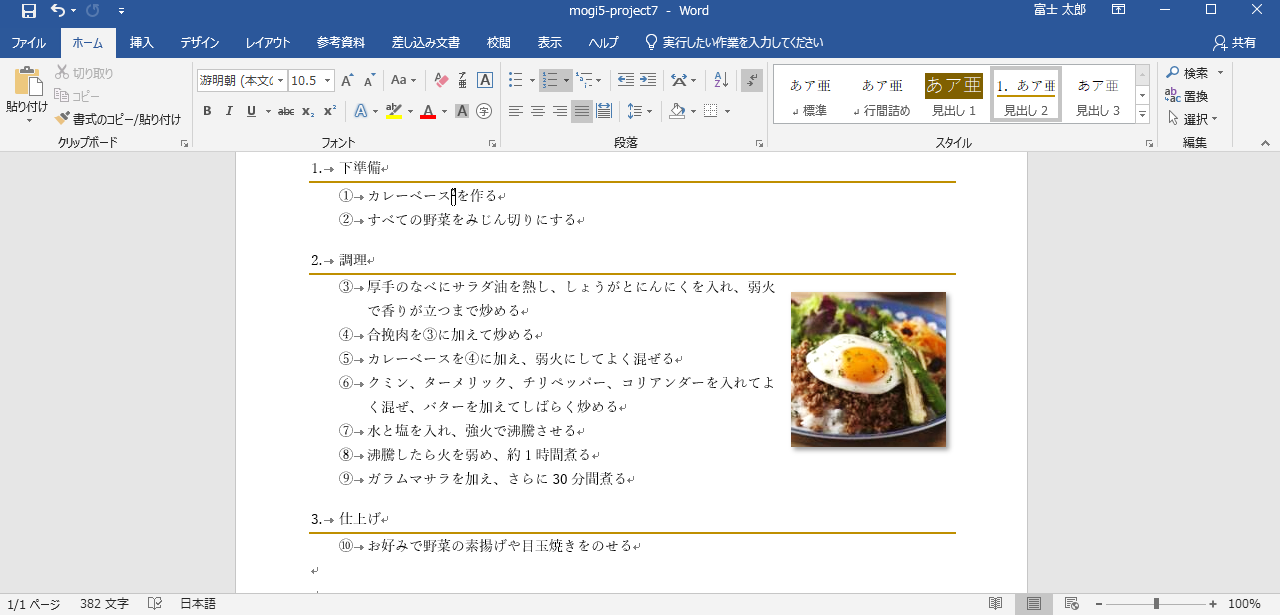 mogi5-project7 - Word
富士 太郎
ファイル ホーム 挿入 デザイン レイアウト 参考資料 差し込み文書 校閲 表示 ヘルプ 実行したい作業を入力してください 共有
貼り付け
切り取り
コピー
書式のコピー/貼り付け
クリップボード
游明朝 (本文の 10.5
フォント
段落
あア亜 あア亜 あア亜 1. あア亜 あア亜
標準 行間詰め 見出し 1 見出し 2 見出し 3
スタイル
検索
置換
選択
編集
1. 下準備
① カレーベースを作る
② すべての野菜をみじん切りにする
2. 調理
③ 厚手のなべにサラダ油を熱し、しょうがとにんにくを入れ、弱火
で香りが立つまで炒める
④ 合挽肉を③に加えて炒める
⑤ カレーベースを④に加え、弱火にしてよく混ぜる
⑥ クミン、ターメリック、チリペッパー、コリアンダーを入れてよ
く混ぜ、バターを加えてしばらく炒める
⑦ 水と塩を入れ、強火で沸騰させる
⑧ 沸騰したら火を弱め、約 1 時間煮る
⑨ ガラムマサラを加え、さらに 30 分間煮る
3. 仕上げ
⑩ お好みで野菜の素揚げや目玉焼きをのせる
1/1 ページ 382 文字 日本語 100%